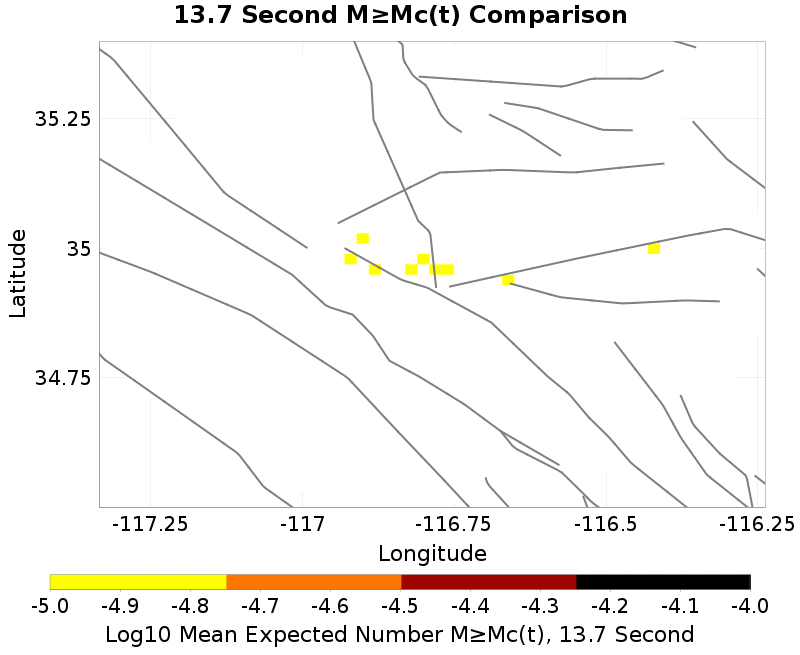 13.7 Second M≥Mc(t) Comparison
35.25
35
34.75
Latitude
-117.25 -117 -116.75 -116.5 -116.25
Longitude
-5.0 -4.9 -4.8 -4.7 -4.6 -4.5 -4.4 -4.3 -4.2 -4.1 -4.0
Log10 Mean Expected Number M≥Mc(t), 13.7 Second